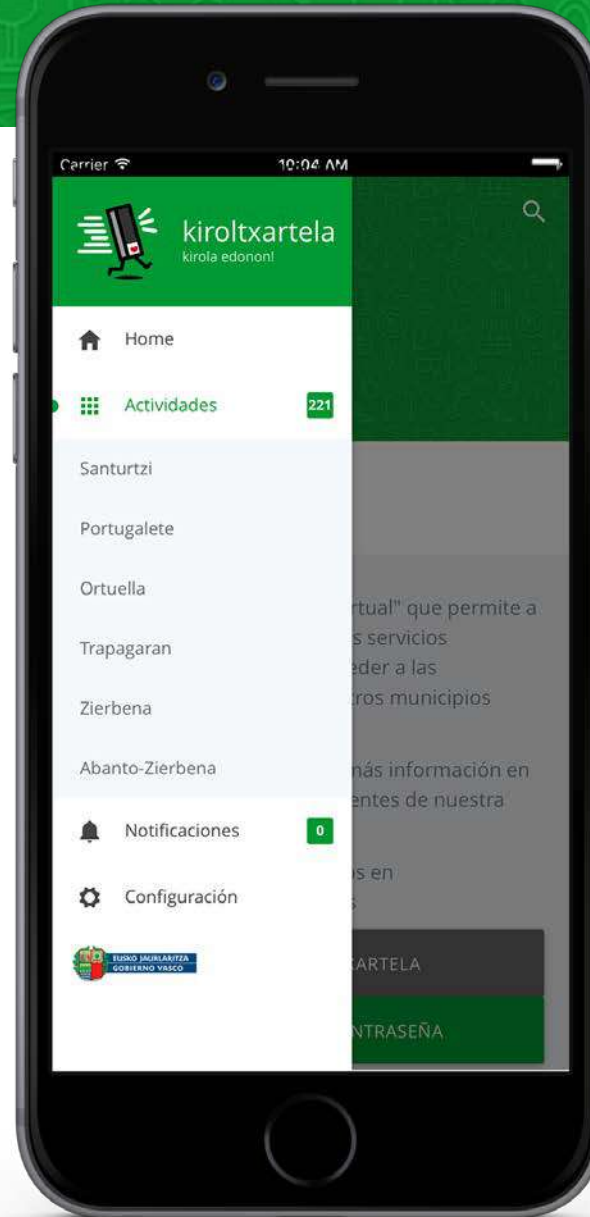 Carrier 10:04 AM
kiroltxartela
kirola edonon!
Home
Actividades 221
Santurtzi
Portugalete
Ortuella
Trapagaran
Zierbena
Abanto-Zierbena
Notificaciones 0
Configuración
EUSKO JAURLARITZA
GOBIERNO VASCO
rtual" que permite a
s servicios
eder a las
ros municipios
más información en
entes de nuestra
s en
s
ARTELA
NTRASEÑA